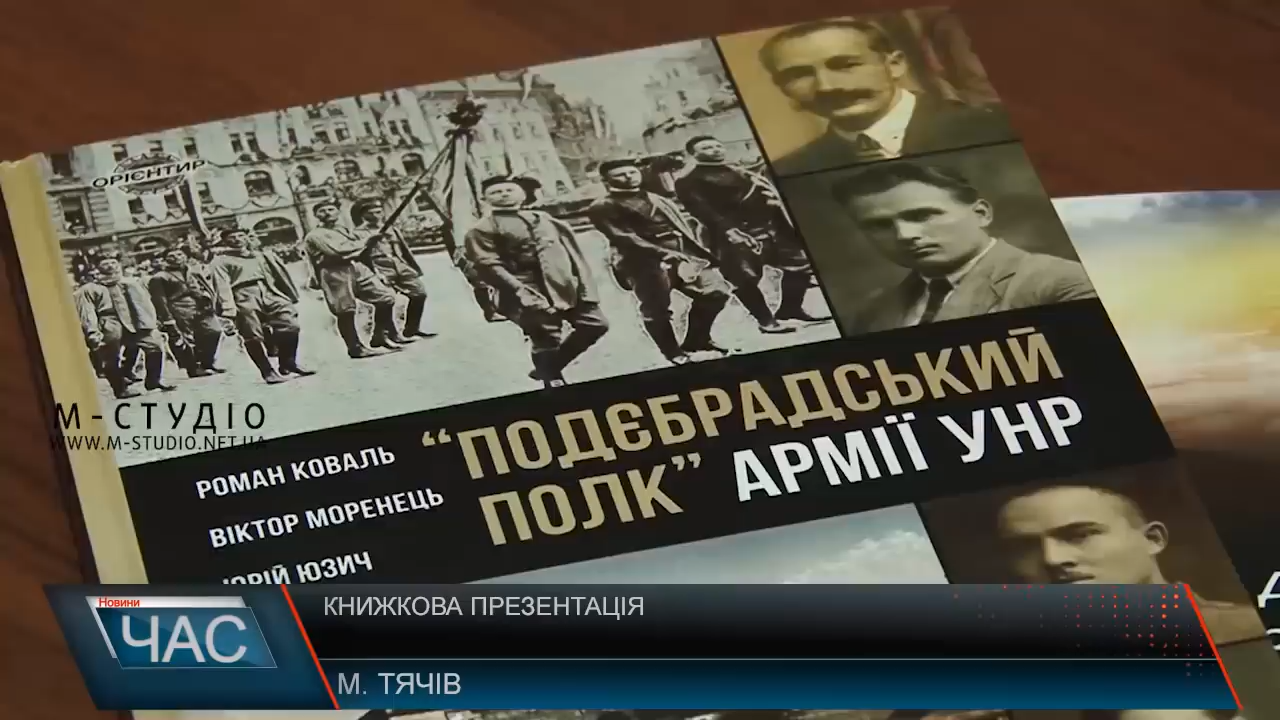 ОРІЄНТИР
М-СТУДІО
WWW.M-STUDIO.NET.UA
РОМАН КОВАЛЬ
ВІКТОР МОРЕНЕЦЬ
ЮРІЙ ЮЗИЧ
“ПОДЄБРАДСЬКИЙ
ПОЛК” АРМІЇ УНР
Новини
ЧАС
КНИЖКОВА ПРЕЗЕНТАЦІЯ
М. ТЯЧІВ